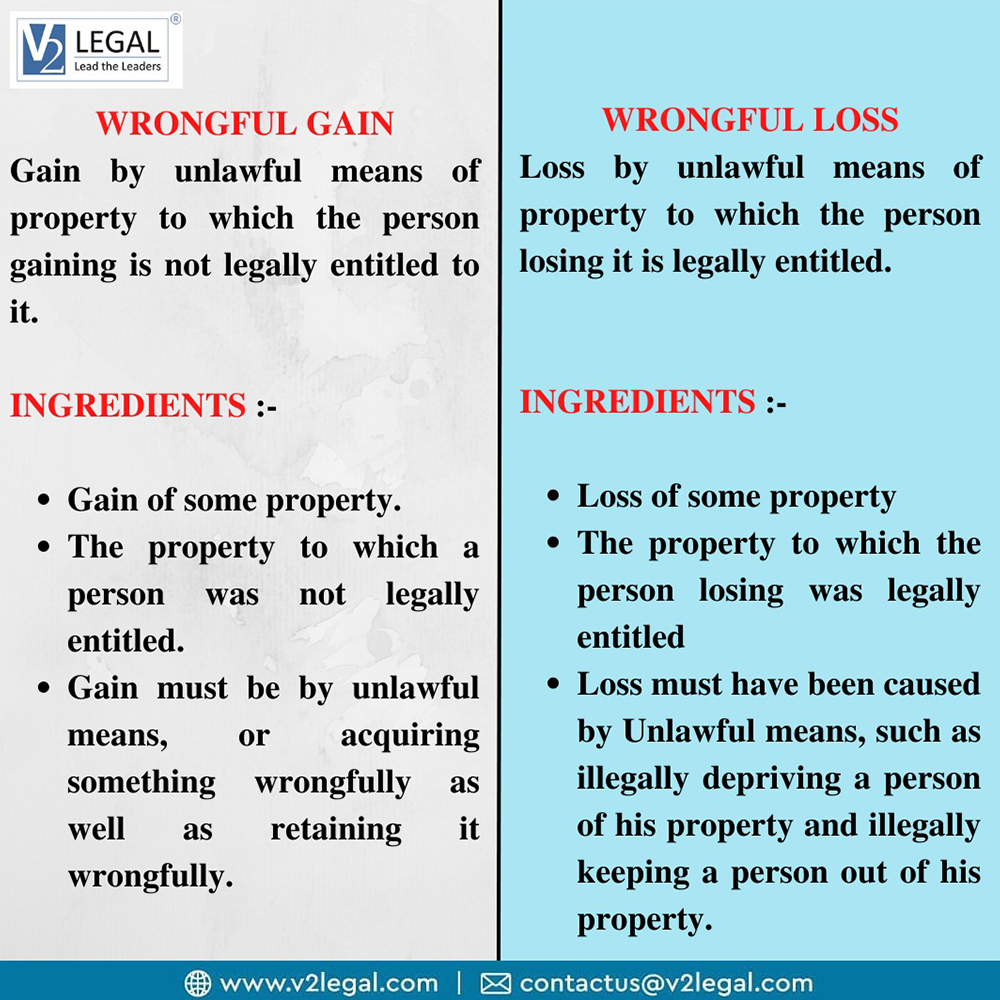 V2 LEGAL ®
Lead the Leaders
WRONGFUL GAIN
Gain by unlawful means of
property to which the person
gaining is not legally entitled to
it.
INGREDIENTS :-
• Gain of some property.
• The property to which a
person was not legally
entitled.
• Gain must be by unlawful
means, or acquiring
something wrongfully as
well as retaining it
wrongfully.
WRONGFUL LOSS
Loss by unlawful means of
property to which the person
losing it is legally entitled.
INGREDIENTS :-
• Loss of some property
• The property to which the
person losing was legally
entitled
• Loss must have been caused
by Unlawful means, such as
illegally depriving a person
of his property and illegally
keeping a person out of his
property.
www.v2legal.com | contactus@v2legal.com